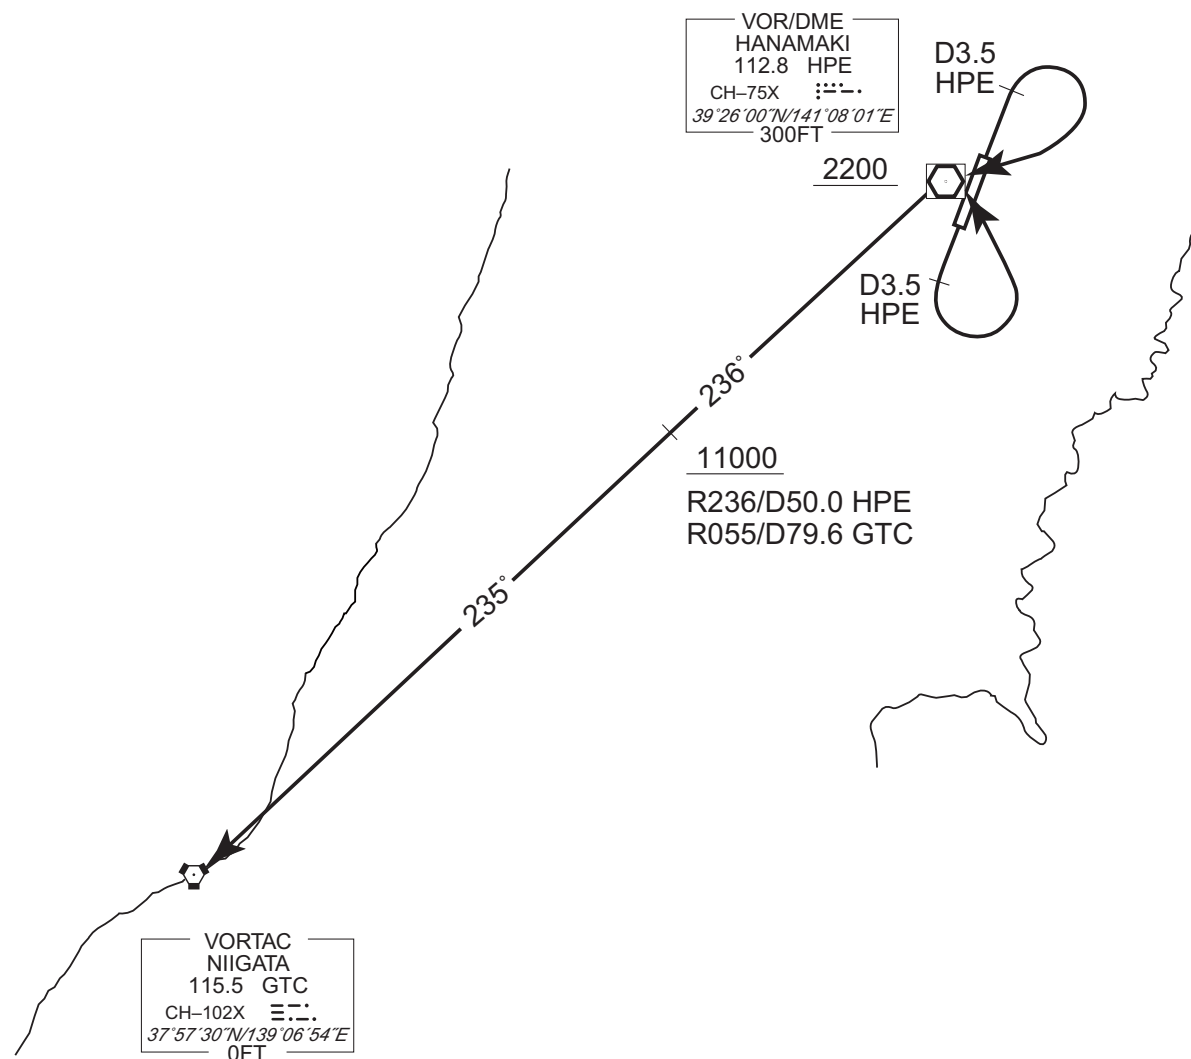 VOR/DME
HANAMAKI
112.8 HPE
CH–75X
39°26′00″N/141°08′01″E
300FT
D3.5
HPE
2200
D3.5
HPE
236°
11000
R236/D50.0 HPE
R055/D79.6 GTC
235°
VORTAC
NIIGATA
115.5 GTC
CH–102X
37°57′30″N/139°06′54″E
0FT